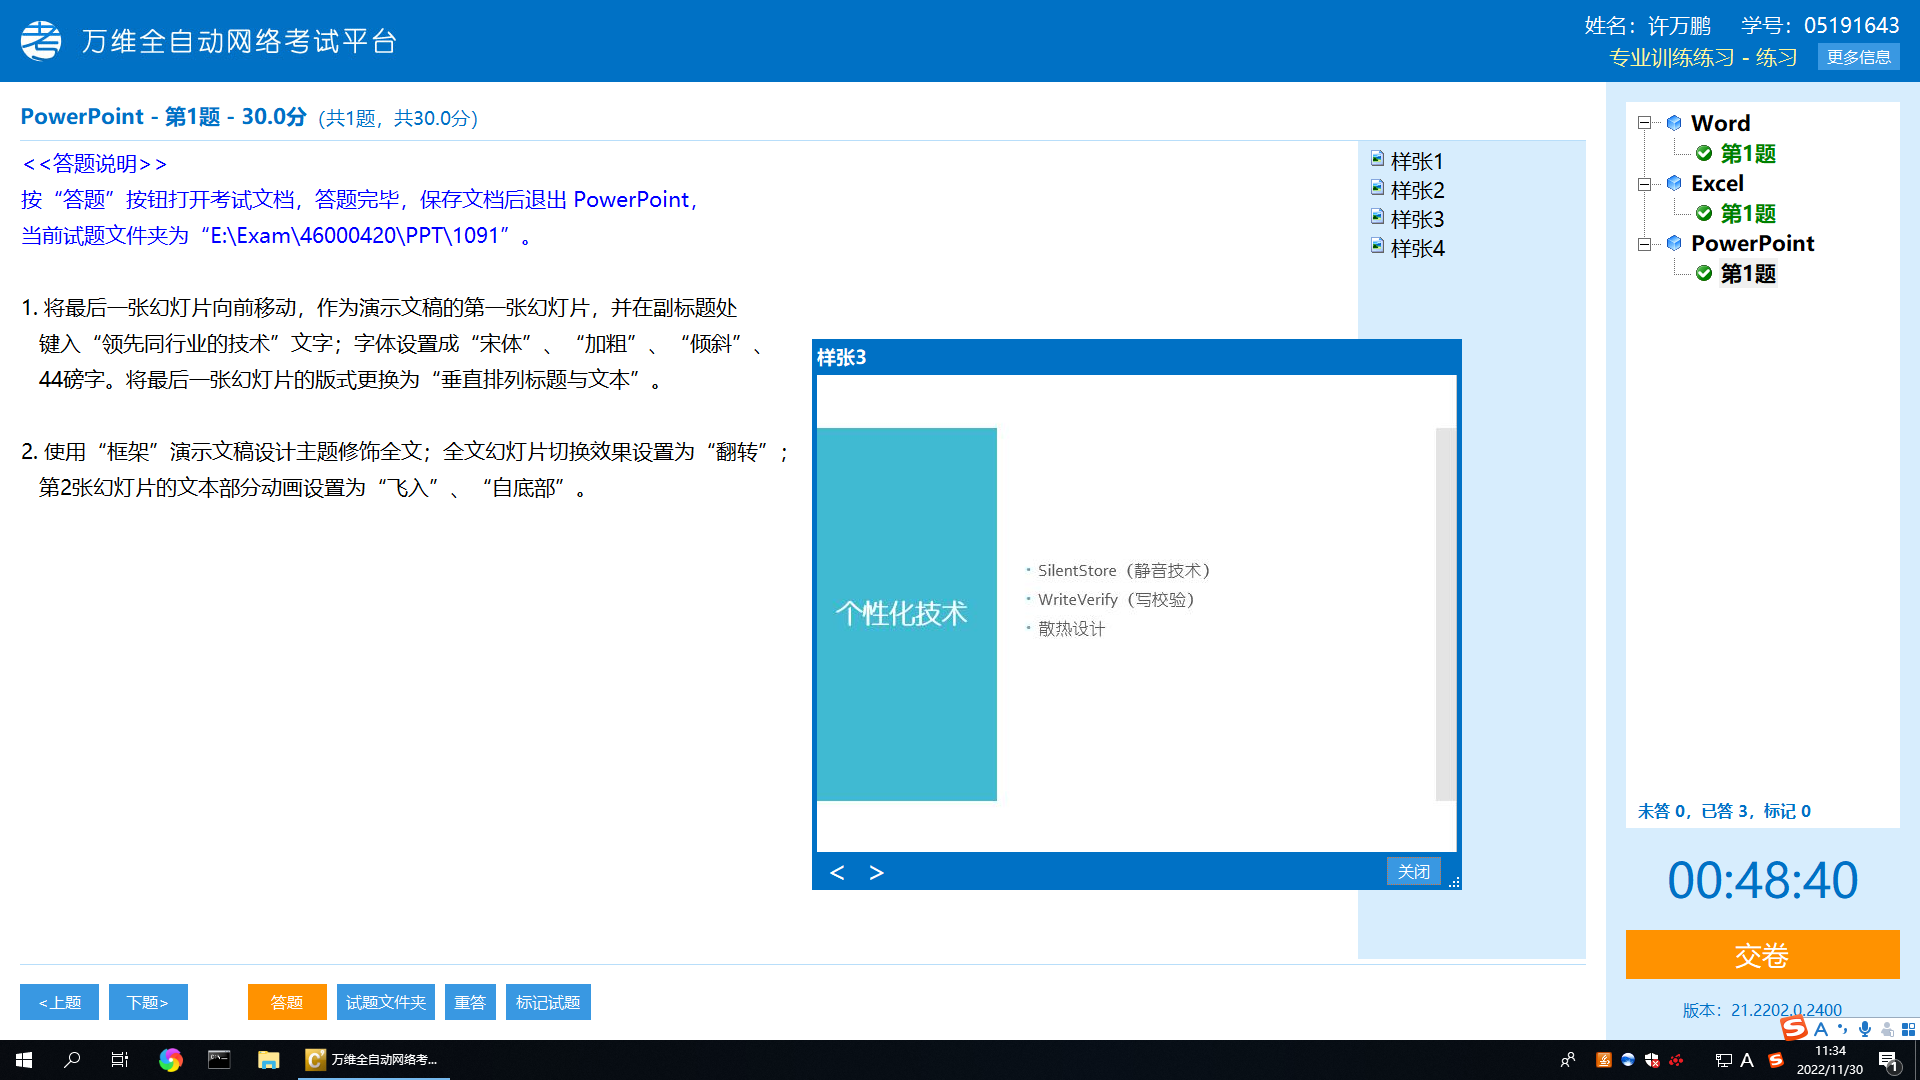 万维全自动网络考试平台
姓名：许万鹏 学号：05191643
专业训练练习 - 练习 更多信息
PowerPoint - 第1题 - 30.0分 (共1题，共30.0分)
<<答题说明>>
按“答题”按钮打开考试文档，答题完毕，保存文档后退出 PowerPoint，
当前试题文件夹为“E:\Exam\46000420\PPT\1091”。
1. 将最后一张幻灯片向前移动，作为演示文稿的第一张幻灯片，并在副标题处
键入“领先同行业的技术”文字；字体设置成“宋体”、“加粗”、“倾斜”、
44磅字。将最后一张幻灯片的版式更换为“垂直排列标题与文本”。
2. 使用“框架”演示文稿设计主题修饰全文；全文幻灯片切换效果设置为“翻转”；
第2张幻灯片的文本部分动画设置为“飞入”、“自底部”。
样张1
样张2
样张3
样张4
样张3
个性化技术
· SilentStore（静音技术）
· WriteVerify（写校验）
· 散热设计
< >
关闭
Word
第1题
Excel
第1题
PowerPoint
第1题
未答 0，已答 3，标记 0
00:48:40
交卷
版本：21.2202.0.2400
<上题
下题>
答题
试题文件夹
重答
标记试题
万维全自动网络考...
A
11:34
2022/11/30
1